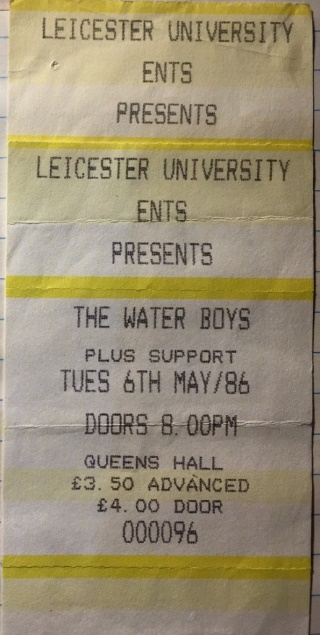 LEICESTER UNIVERSITY
ENTS
PRESENTS
LEICESTER UNIVERSITY
ENTS
PRESENTS
THE WATER BOYS
PLUS SUPPORT
TUES 6TH MAY/86
DOORS 8.00PM
QUEENS HALL
£3.50 ADVANCED
£4.00 DOOR
000096